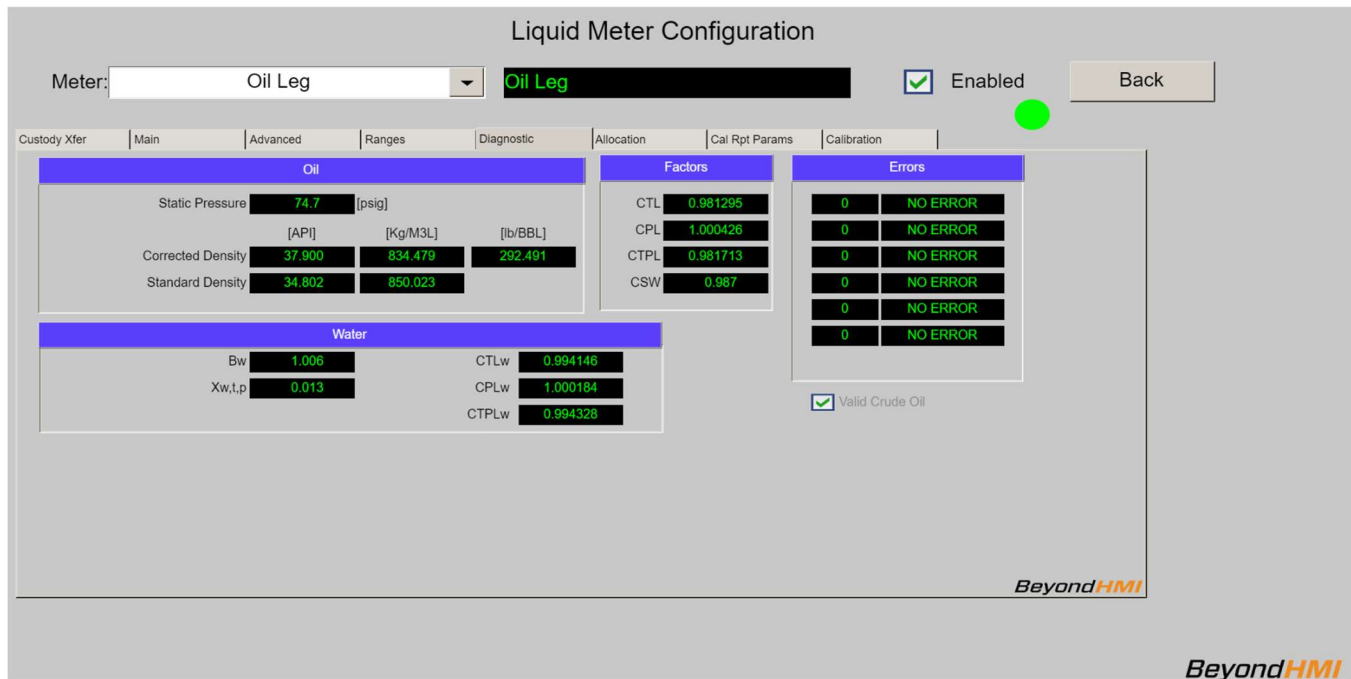 Liquid Meter Configuration
Meter: Oil Leg Oil Leg Enabled Back
Custody Xfer Main Advanced Ranges Diagnostic Allocation Cal Rpt Params Calibration
Oil
Static Pressure 74.7 [psig]
[API] [Kg/M3L] [lb/BBL]
Corrected Density 37.900 834.479 292.491
Standard Density 34.802 850.023
Factors
CTL 0.981295
CPL 1.000426
CTPL 0.981713
CSW 0.987
Errors
0 NO ERROR
0 NO ERROR
0 NO ERROR
0 NO ERROR
0 NO ERROR
0 NO ERROR
Valid Crude Oil
Water
Bw 1.006 CTLw 0.994146
Xw,t,p 0.013 CPLw 1.000184
CTPLw 0.994328
BeyondHMI
BeyondHMI